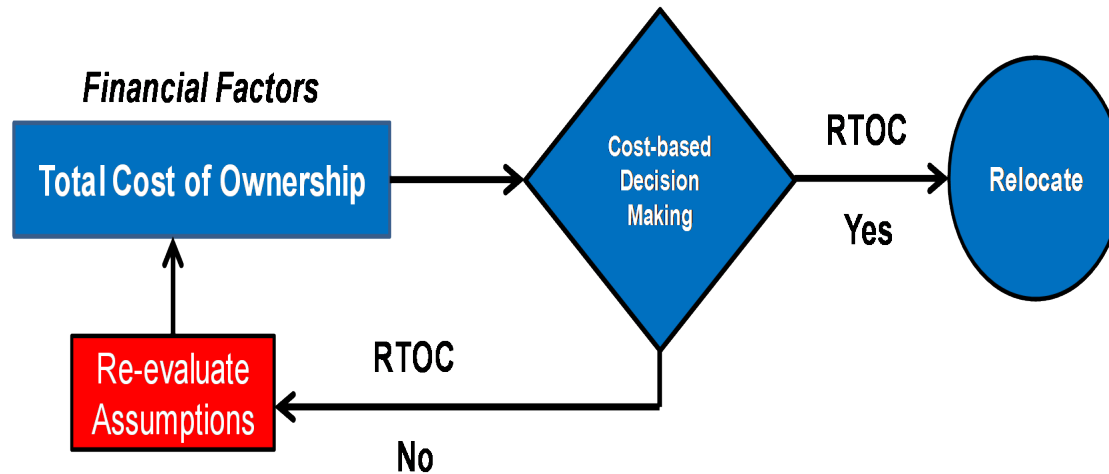 Financial Factors
Total Cost of Ownership
Cost-based
Decision
Making
RTOC
Yes
Relocate
Re-evaluate
Assumptions
RTOC
No